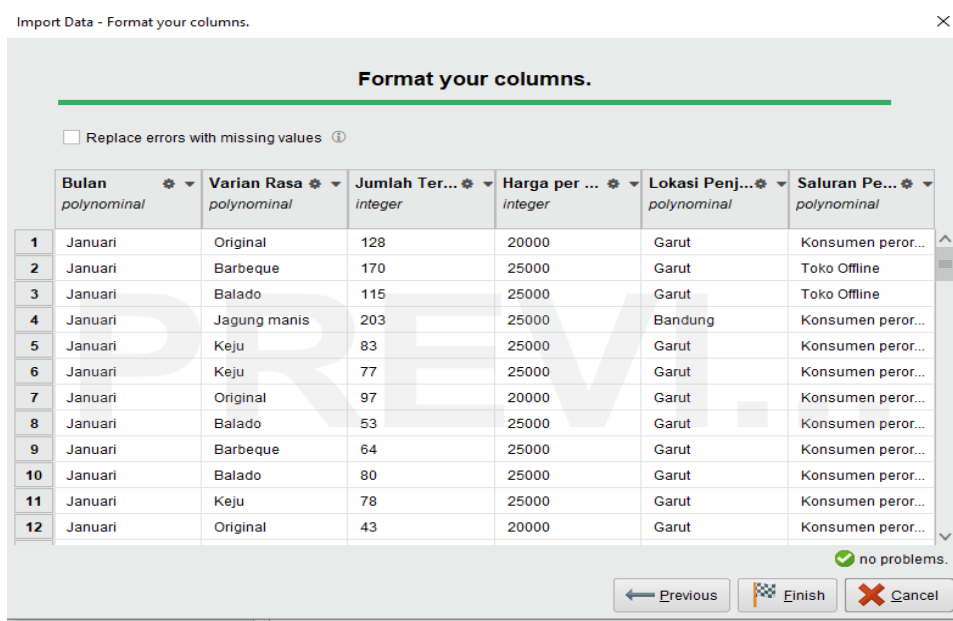 Import Data - Format your columns.
Format your columns.
Replace errors with missing values
Bulan Varian Rasa Jumlah Ter... Harga per ... Lokasi Penj... Saluran Pe...
polynominal polynominal integer integer polynominal polynominal
1 Januari Original 128 20000 Garut Konsumen peror...
2 Januari Barbeque 170 25000 Garut Toko Offline
3 Januari Balado 115 25000 Garut Toko Offline
4 Januari Jagung manis 203 25000 Bandung Konsumen peror...
5 Januari Keju 83 25000 Garut Konsumen peror...
6 Januari Keju 77 25000 Garut Konsumen peror...
7 Januari Original 97 20000 Garut Konsumen peror...
8 Januari Balado 53 25000 Garut Konsumen peror...
9 Januari Barbeque 64 25000 Garut Konsumen peror...
10 Januari Balado 80 25000 Garut Konsumen peror...
11 Januari Keju 78 25000 Garut Konsumen peror...
12 Januari Original 43 20000 Garut Konsumen peror...
PREVI...
no problems.
Previous Finish Cancel